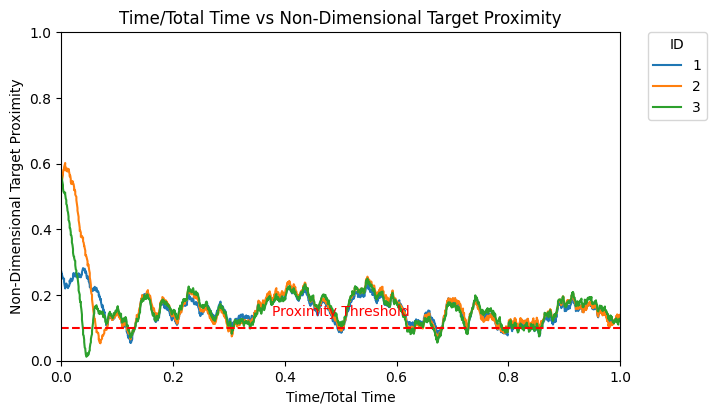 Time/Total Time vs Non-Dimensional Target Proximity
ID
1
2
3
Non-Dimensional Target Proximity
1.0
0.8
0.6
0.4
0.2
0.0
Proximity Threshold
0.0 0.2 0.4 0.6 0.8 1.0
Time/Total Time